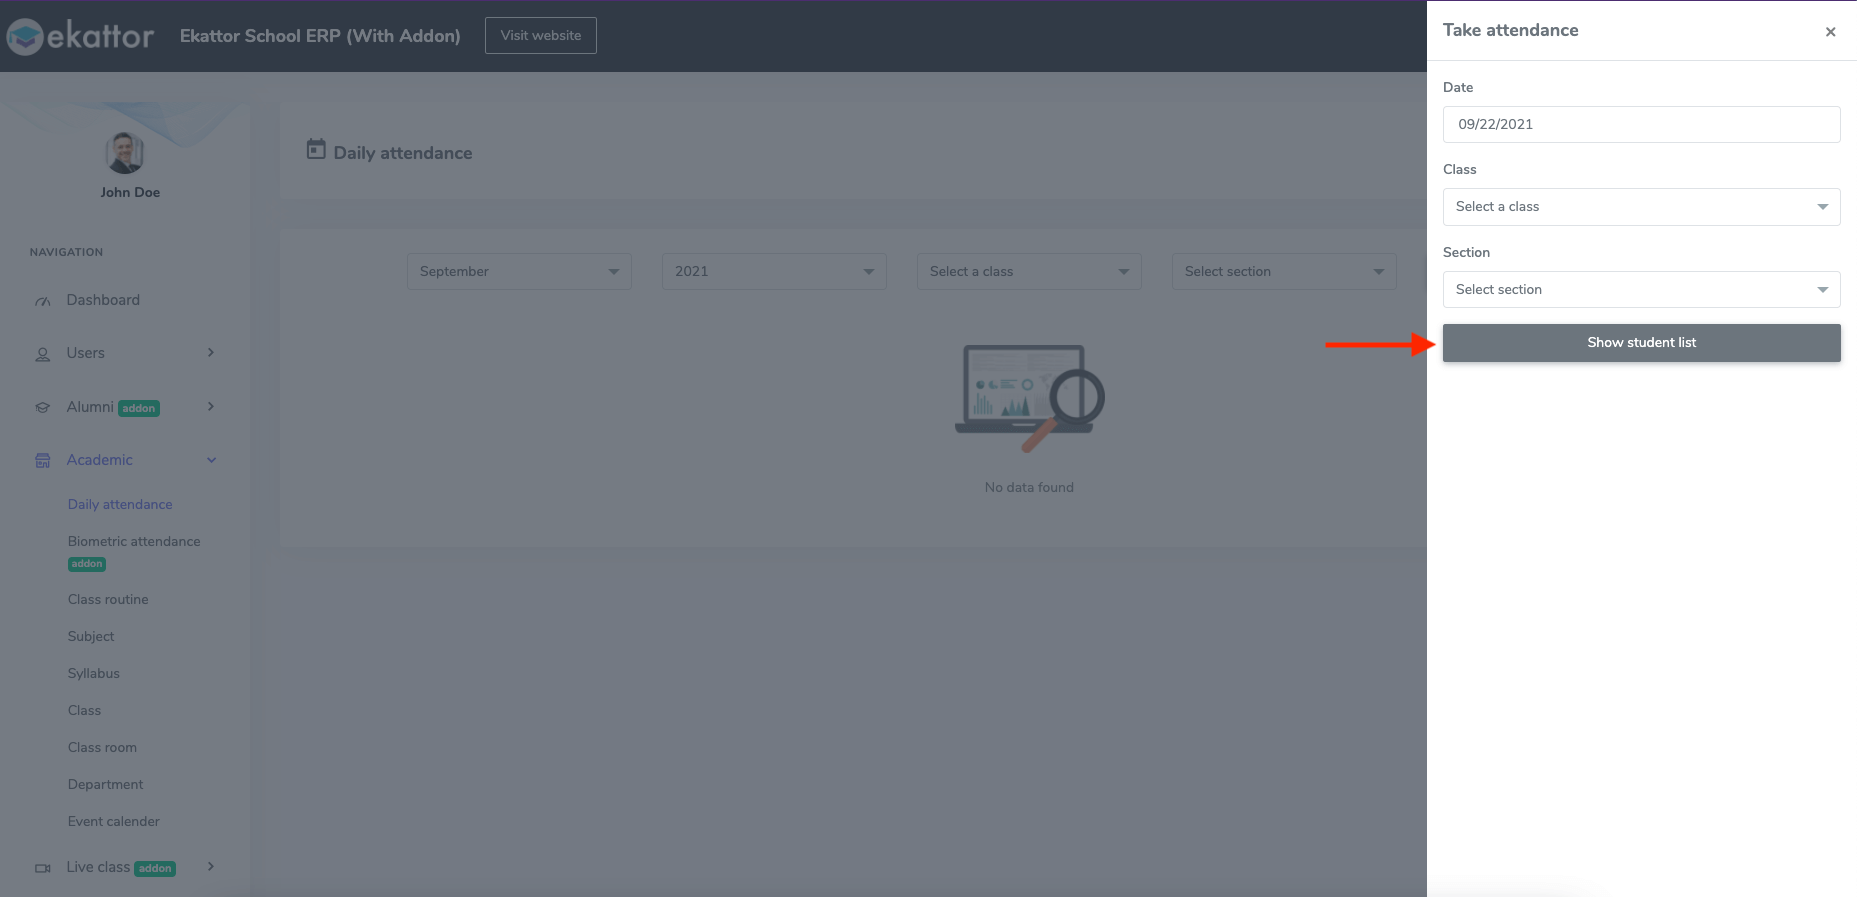 ekattor
Ekattor School ERP (With Addon)
Visit website
John Doe
NAVIGATION
Dashboard
Users
Alumni addon
Academic
Daily attendance
Biometric attendance
addon
Class routine
Subject
Syllabus
Class
Class room
Department
Event calender
Live class addon
Daily attendance
September
2021
Select a class
Select section
No data found
Take attendance
×
Date
09/22/2021
Class
Select a class
Section
Select section
Show student list